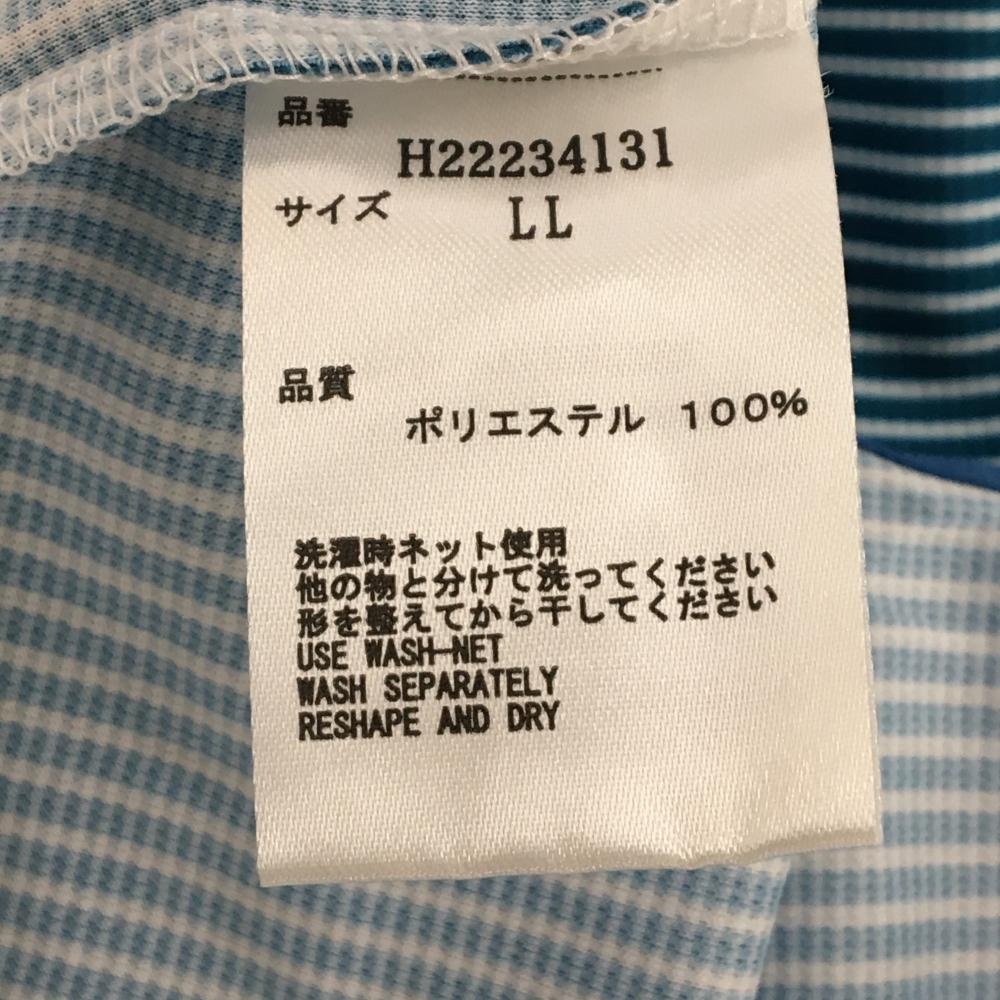 品番
H22234131
サイズ LL
品質
ポリエステル 100%
洗濯時ネット使用
他の物と分けて洗ってください
形を整えてから干してください
USE WASH-NET
WASH SEPARATELY
RESHAPE AND DRY